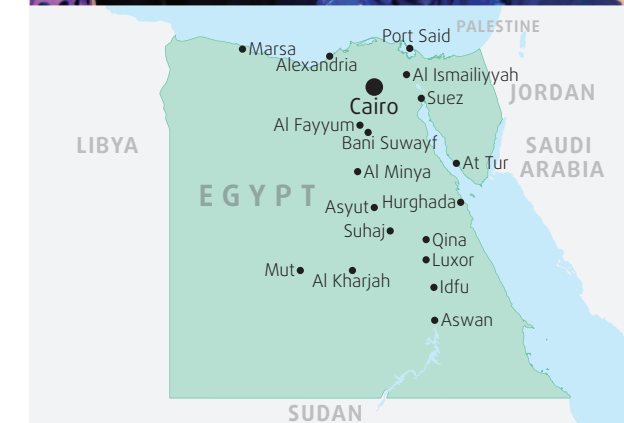 PALESTINE
Port Said
Marsa
Alexandria
Al Ismailiyyah
JORDAN
Suez
Cairo
Al Fayyum
Bani Suwayf
LIBYA
SAUDI
ARABIA
At Tur
Al Minya
EGYPT
Hurghada
Asyut
Suhaj
Qina
Luxor
Mut
Al Kharjah
Idfu
Aswan
SUDAN